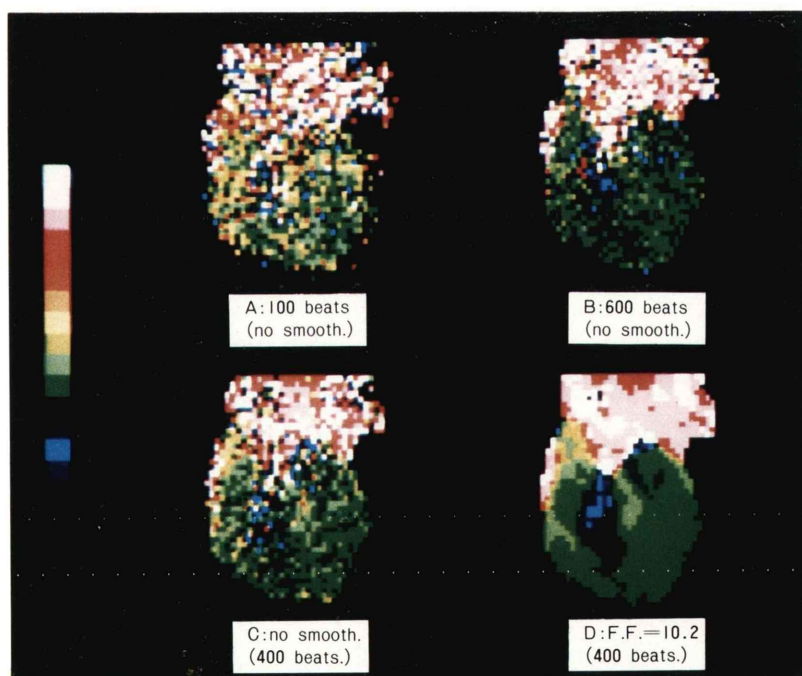 A:100 beats
(no smooth.)
B:600 beats
(no smooth.)
C:no smooth.
(400 beats.)
D:F.F.=10.2
(400 beats.)